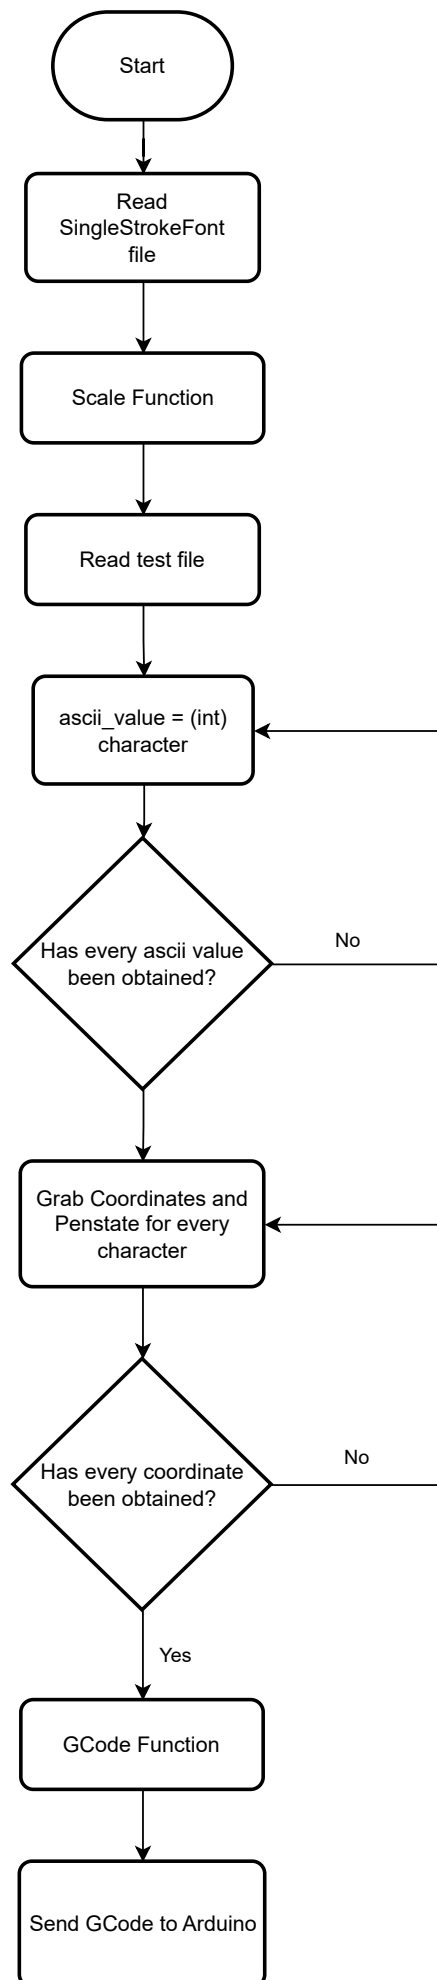 Start
Read
SingleStrokeFont
file
Scale Function
Read test file
ascii_value = (int)
character
Has every ascii value
been obtained?
No
Grab Coordinates and
Penstate for every
character
Has every coordinate
been obtained?
No
Yes
GCode Function
Send GCode to Arduino